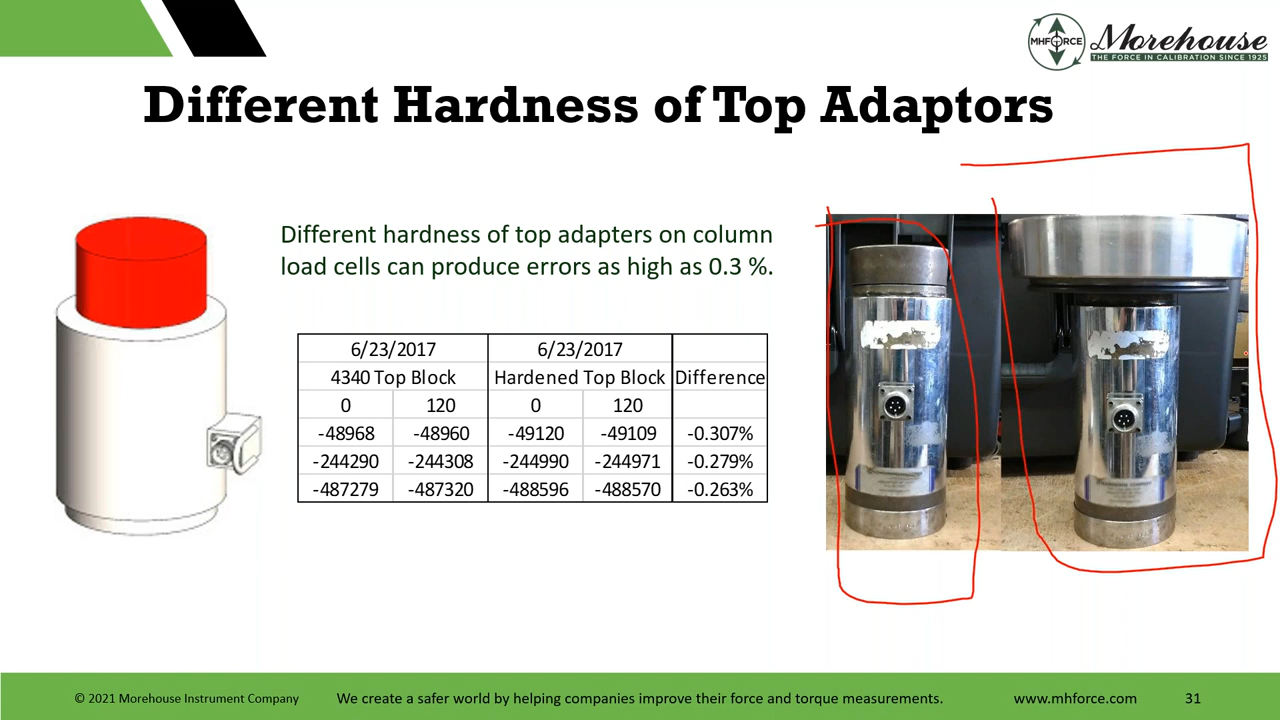 MHFORCE
Morehouse
THE FORCE IN CALIBRATION SINCE 1925
Different Hardness of Top Adaptors
Different hardness of top adapters on column
load cells can produce errors as high as 0.3 %.
6/23/2017 6/23/2017
4340 Top Block Hardened Top Block Difference
0 120 0 120
-48968 -48960 -49120 -49109 -0.307%
-244290 -244308 -244990 -244971 -0.279%
-487279 -487320 -488596 -488570 -0.263%
© 2021 Morehouse Instrument Company We create a safer world by helping companies improve their force and torque measurements. www.mhforce.com 31